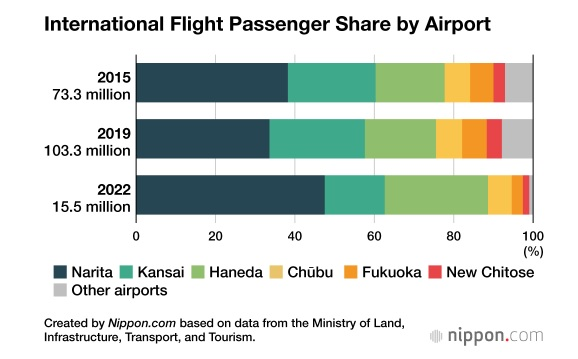 International Flight Passenger Share by Airport
2015
73.3 million
2019
103.3 million
2022
15.5 million
0 20 40 60 80 100
(%)
Narita Kansai Haneda Chūbu Fukuoka New Chitose
Other airports
Created by Nippon.com based on data from the Ministry of Land,
Infrastructure, Transport, and Tourism.
nippon.com